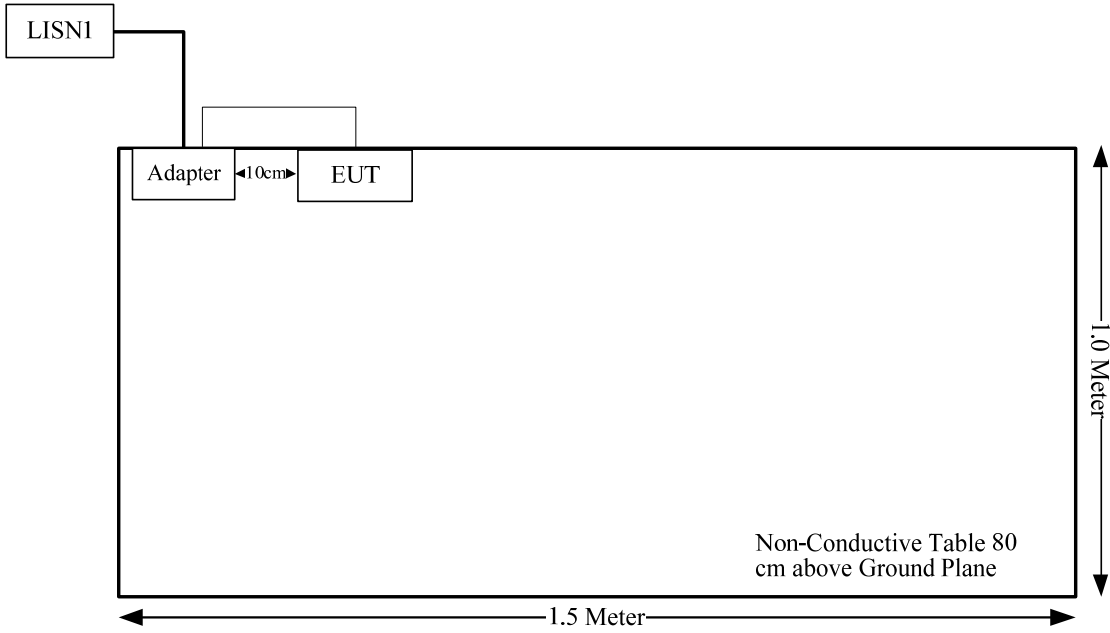 LISN1
Adapter
10cm
EUT
1.0 Meter
Non-Conductive Table 80
cm above Ground Plane
1.5 Meter